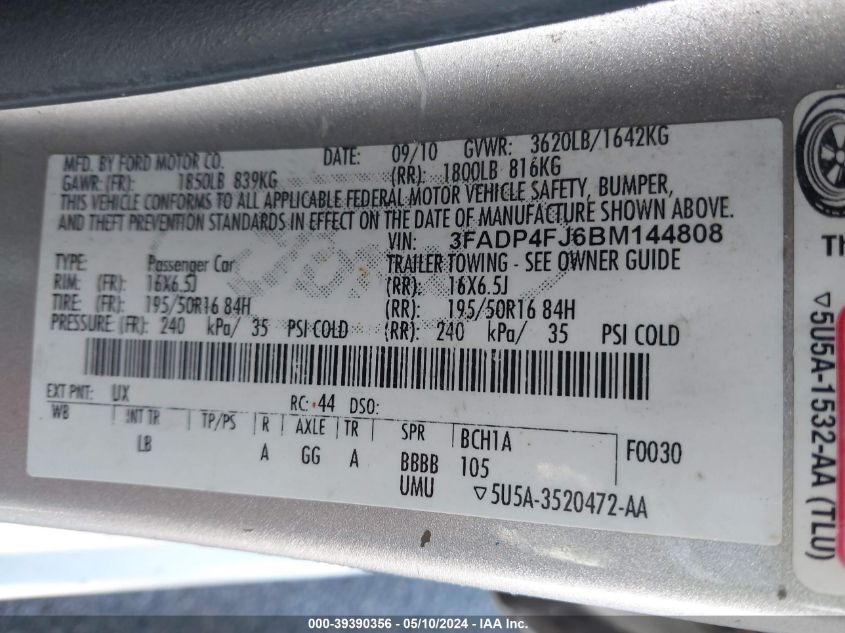 MFD. BY FORD MOTOR CO. DATE: 09/10 GVWR: 3620LB/1642KG
GAWR (FR): 1850LB 839KG (RR): 1800LB 816KG
THIS VEHICLE CONFORMS TO ALL APPLICABLE FEDERAL MOTOR VEHICLE SAFETY, BUMPER,
AND THEFT PREVENTION STANDARDS IN EFFECT ON THE DATE OF MANUFACTURE SHOWN ABOVE.
VIN: 3FADP4FJ6BM144808
TYPE: Passenger Car TRAILER TOWING - SEE OWNER GUIDE
RIM: (FR): 16X6.5J (RR): 16X6.5J
TIRE: (FR): 195/50R16 84H (RR): 195/50R16 84H
PRESSURE (FR): 240 kPa/ 35 PSI COLD (RR): 240 kPa/ 35 PSI COLD
EXT PNT: UX RC: 44 DSO:
WB INT TR TP/PS R AXLE TR SPR BCH1A F0030
LB A GG A BBBB 105
UMU ▽5U5A-3520472-AA
Th
▽5U5A-1532-AA (TLU)
000-39390356 - 05/10/2024 - IAA Inc.